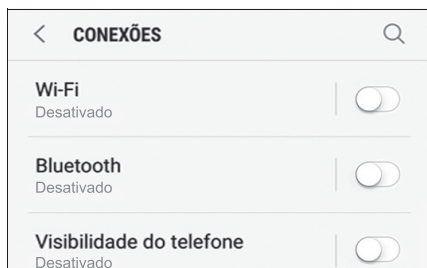 CONEXÕES
Wi-Fi
Desativado
Bluetooth
Desativado
Visibilidade do telefone
Desativado